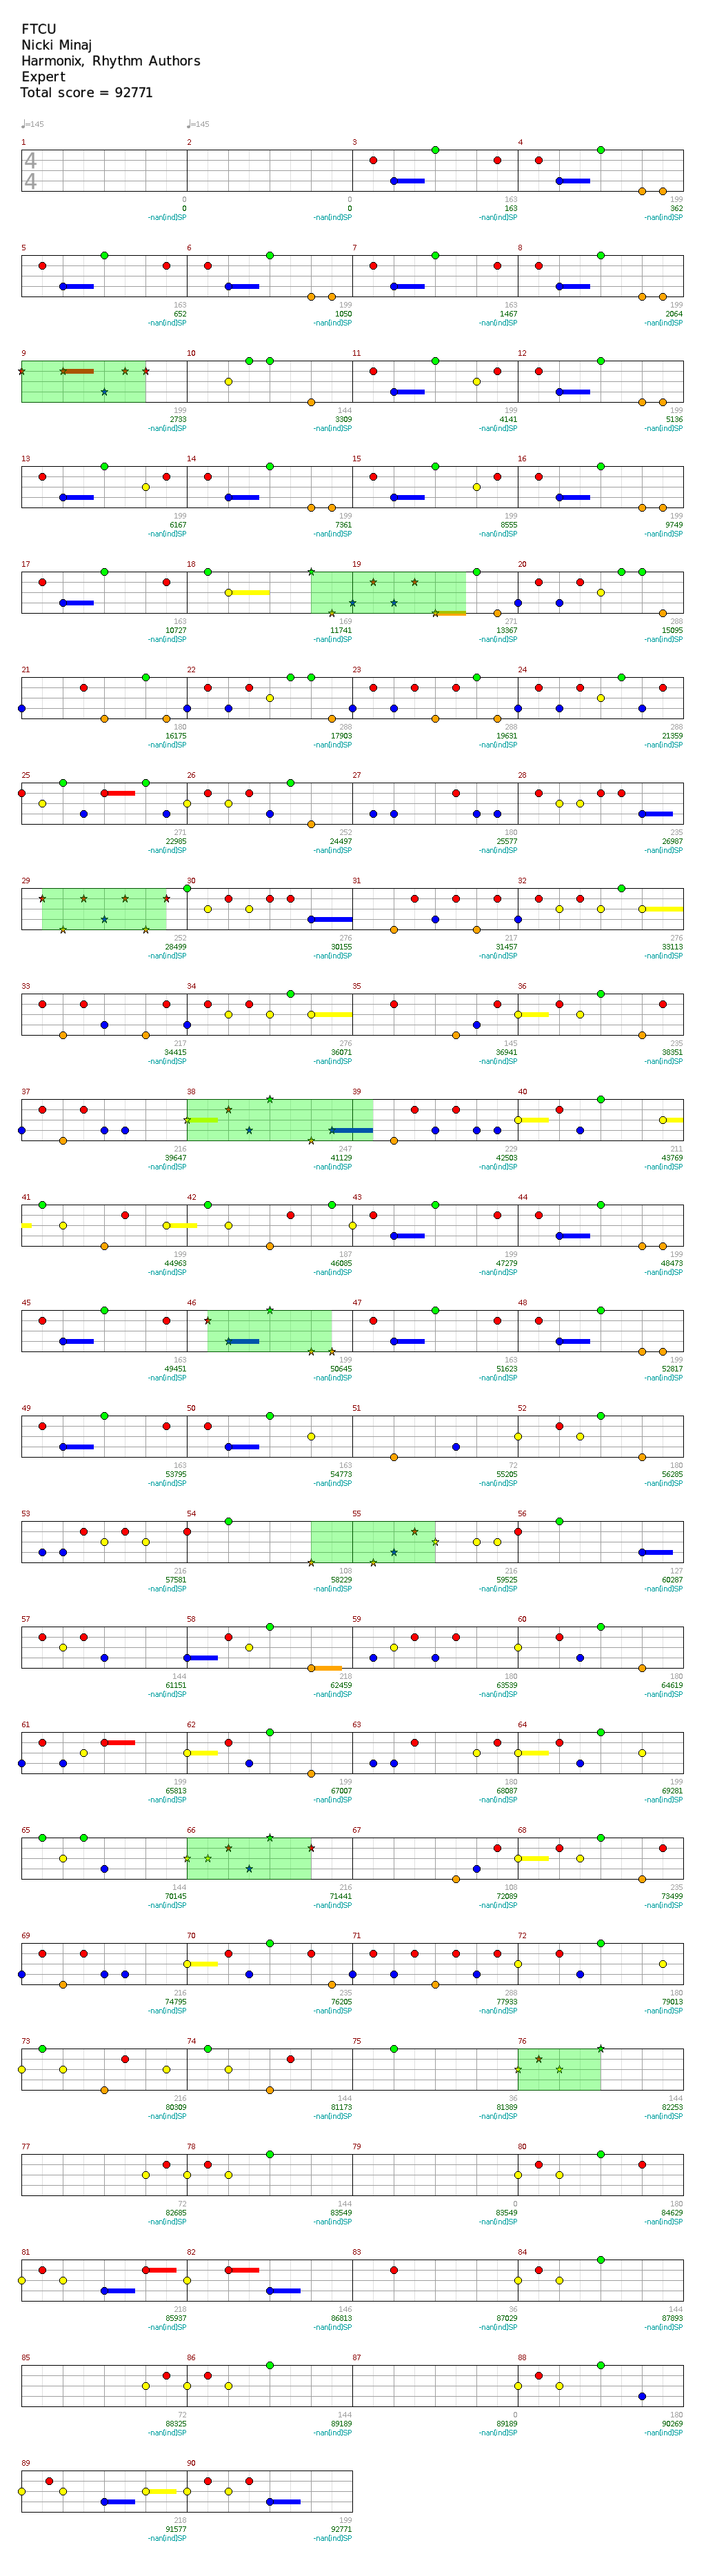 FTCU
Nicki Minaj
Harmonix, Rhythm Authors
Expert
Total score = 92771
♩=145 ♩=145
1 2 3 4
4
4
0 0 163 199
0 0 163 362
-nan(ind)SP -nan(ind)SP -nan(ind)SP -nan(ind)SP
5 6 7 8
163 199 163 199
652 1050 1467 2064
-nan(ind)SP -nan(ind)SP -nan(ind)SP -nan(ind)SP
9 10 11 12
199 144 199 199
2733 3309 4141 5136
-nan(ind)SP -nan(ind)SP -nan(ind)SP -nan(ind)SP
13 14 15 16
199 199 199 199
6167 7361 8555 9749
-nan(ind)SP -nan(ind)SP -nan(ind)SP -nan(ind)SP
17 18 19 20
163 169 271 288
10727 11741 13367 15095
-nan(ind)SP -nan(ind)SP -nan(ind)SP -nan(ind)SP
21 22 23 24
180 288 288 288
16175 17903 19631 21359
-nan(ind)SP -nan(ind)SP -nan(ind)SP -nan(ind)SP
25 26 27 28
271 252 180 235
22985 24497 25577 26987
-nan(ind)SP -nan(ind)SP -nan(ind)SP -nan(ind)SP
29 30 31 32
252 276 217 276
28499 30155 31457 33113
-nan(ind)SP -nan(ind)SP -nan(ind)SP -nan(ind)SP
33 34 35 36
217 276 145 235
34415 36071 36941 38351
-nan(ind)SP -nan(ind)SP -nan(ind)SP -nan(ind)SP
37 38 39 40
216 247 229 211
39647 41129 42503 43769
-nan(ind)SP -nan(ind)SP -nan(ind)SP -nan(ind)SP
41 42 43 44
199 187 199 199
44963 46085 47279 48473
-nan(ind)SP -nan(ind)SP -nan(ind)SP -nan(ind)SP
45 46 47 48
163 199 163 199
49451 50645 51623 52817
-nan(ind)SP -nan(ind)SP -nan(ind)SP -nan(ind)SP
49 50 51 52
163 163 72 180
53795 54773 55205 56285
-nan(ind)SP -nan(ind)SP -nan(ind)SP -nan(ind)SP
53 54 55 56
216 108 216 127
57581 58229 59525 60287
-nan(ind)SP -nan(ind)SP -nan(ind)SP -nan(ind)SP
57 58 59 60
144 218 180 180
61151 62459 63539 64619
-nan(ind)SP -nan(ind)SP -nan(ind)SP -nan(ind)SP
61 62 63 64
199 199 180 199
65813 67007 68087 69281
-nan(ind)SP -nan(ind)SP -nan(ind)SP -nan(ind)SP
65 66 67 68
144 216 108 235
70145 71441 72089 73499
-nan(ind)SP -nan(ind)SP -nan(ind)SP -nan(ind)SP
69 70 71 72
216 235 288 180
74795 76205 77933 79013
-nan(ind)SP -nan(ind)SP -nan(ind)SP -nan(ind)SP
73 74 75 76
216 144 36 144
80309 81173 81389 82253
-nan(ind)SP -nan(ind)SP -nan(ind)SP -nan(ind)SP
77 78 79 80
72 144 0 180
82685 83549 83549 84629
-nan(ind)SP -nan(ind)SP -nan(ind)SP -nan(ind)SP
81 82 83 84
218 146 36 144
85937 86813 87029 87893
-nan(ind)SP -nan(ind)SP -nan(ind)SP -nan(ind)SP
85 86 87 88
72 144 0 180
88325 89189 89189 90269
-nan(ind)SP -nan(ind)SP -nan(ind)SP -nan(ind)SP
89 90
218 199
91577 92771
-nan(ind)SP -nan(ind)SP